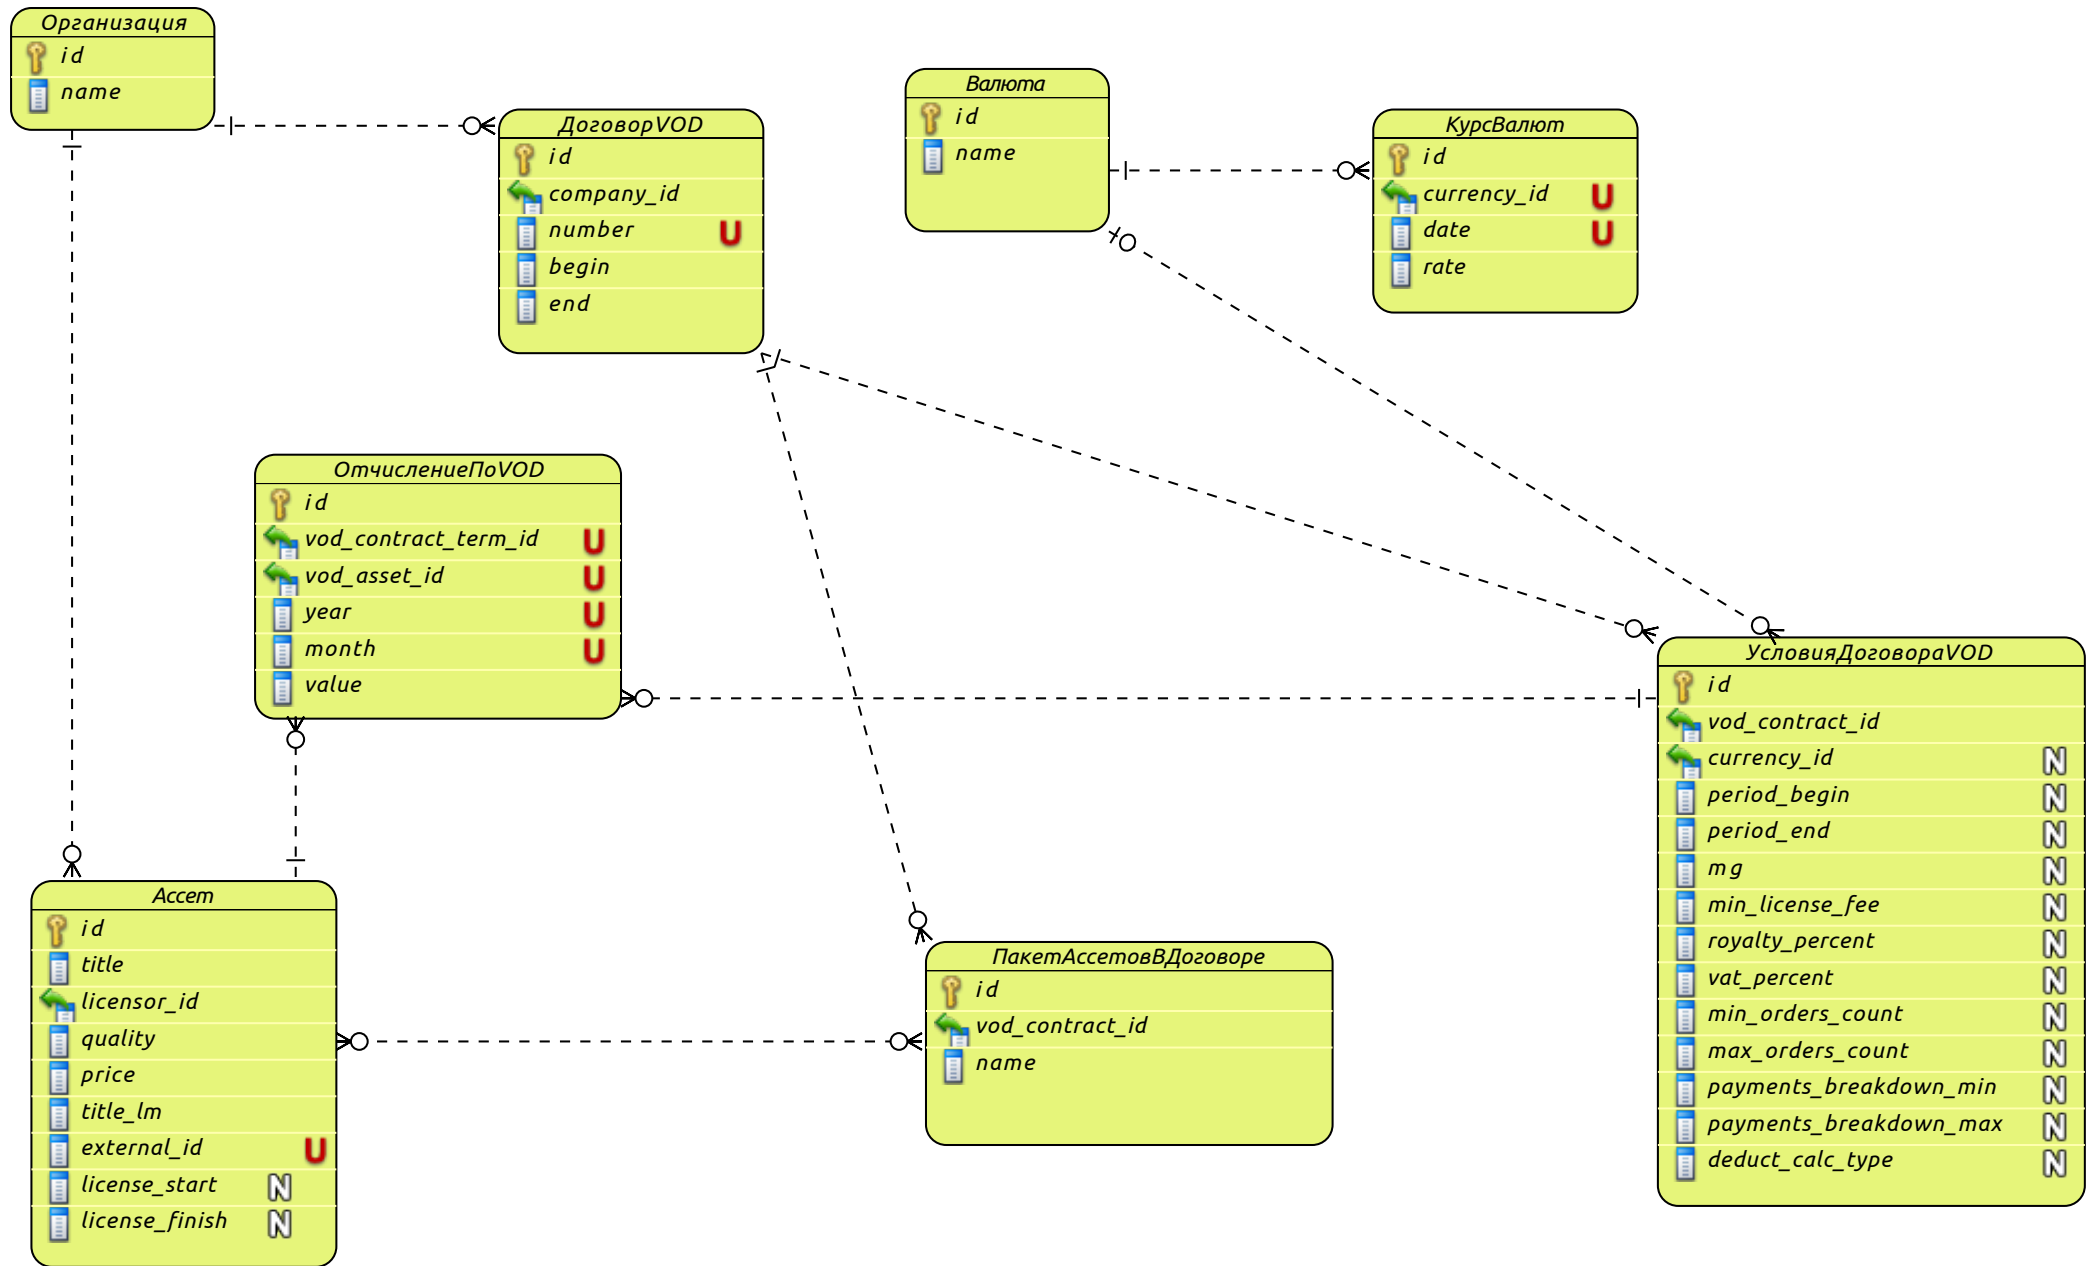 Организация
id
name
ДоговорVOD
id
company_id
number U
begin
end
Валюта
id
name
КурсВалют
id
currency_id U
date U
rate
ОтчислениеПоVOD
id
vod_contract_term_id U
vod_asset_id U
year U
month U
value
УсловияДоговораVOD
id
vod_contract_id
currency_id N
period_begin N
period_end N
mg N
min_license_fee N
royalty_percent N
vat_percent N
min_orders_count N
max_orders_count N
payments_breakdown_min N
payments_breakdown_max N
deduct_calc_type N
Ассет
id
title
licensor_id
quality
price
title_lm
external_id U
license_start N
license_finish N
ПакетАссетовВДоговоре
id
vod_contract_id
name